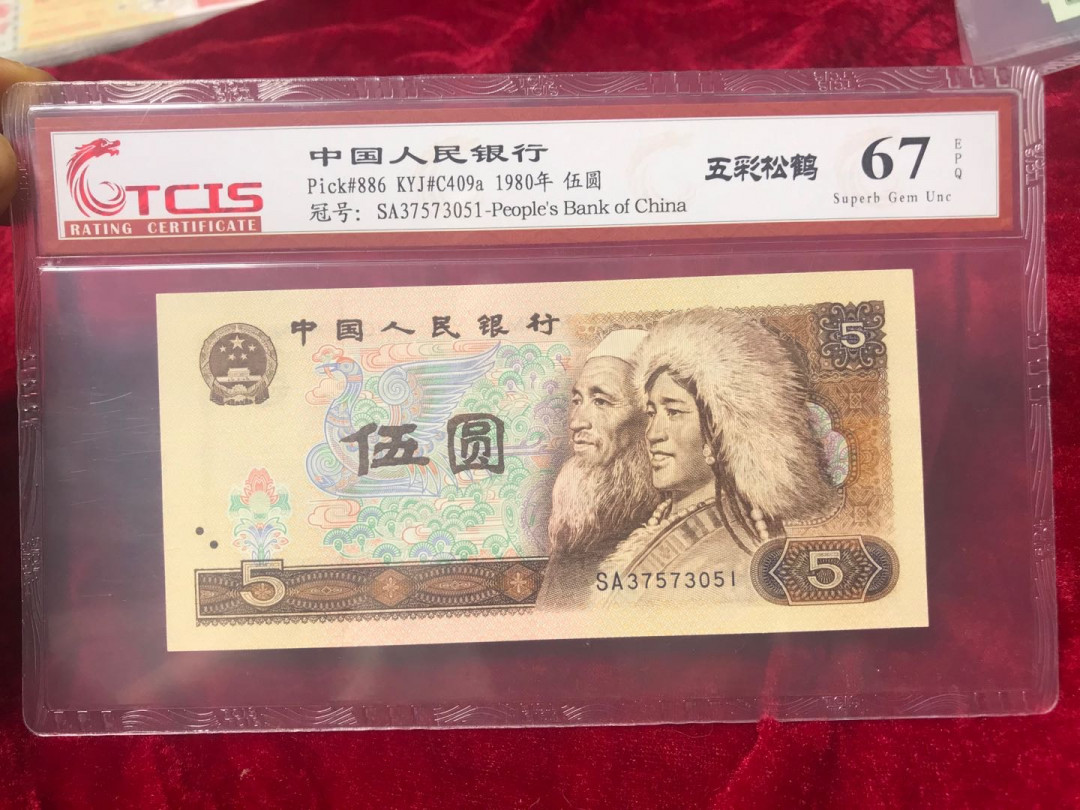 TCIS
RATING CERTIFICATE
中国人民银行
Pick#886 KYJ#C409a 1980年 伍圆
冠号: SA37573051-People's Bank of China
五彩松鹤
67
EPQ
Superb Gem Unc
中国人民银行
5
伍圆
5
SA37573051
5